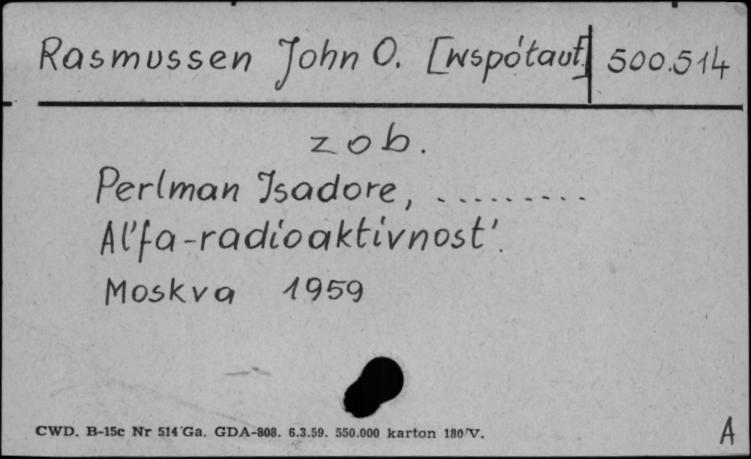 Rasmussen John O. [współaut.] 500.514
zob.
Perlman Isadore, .........
Al'fa-radioaktivnost'.
Moskva 1959
CWD. B-15c Nr 514/Ga. GDA-808. 6.3.59. 550.000 karton 180/V.
A